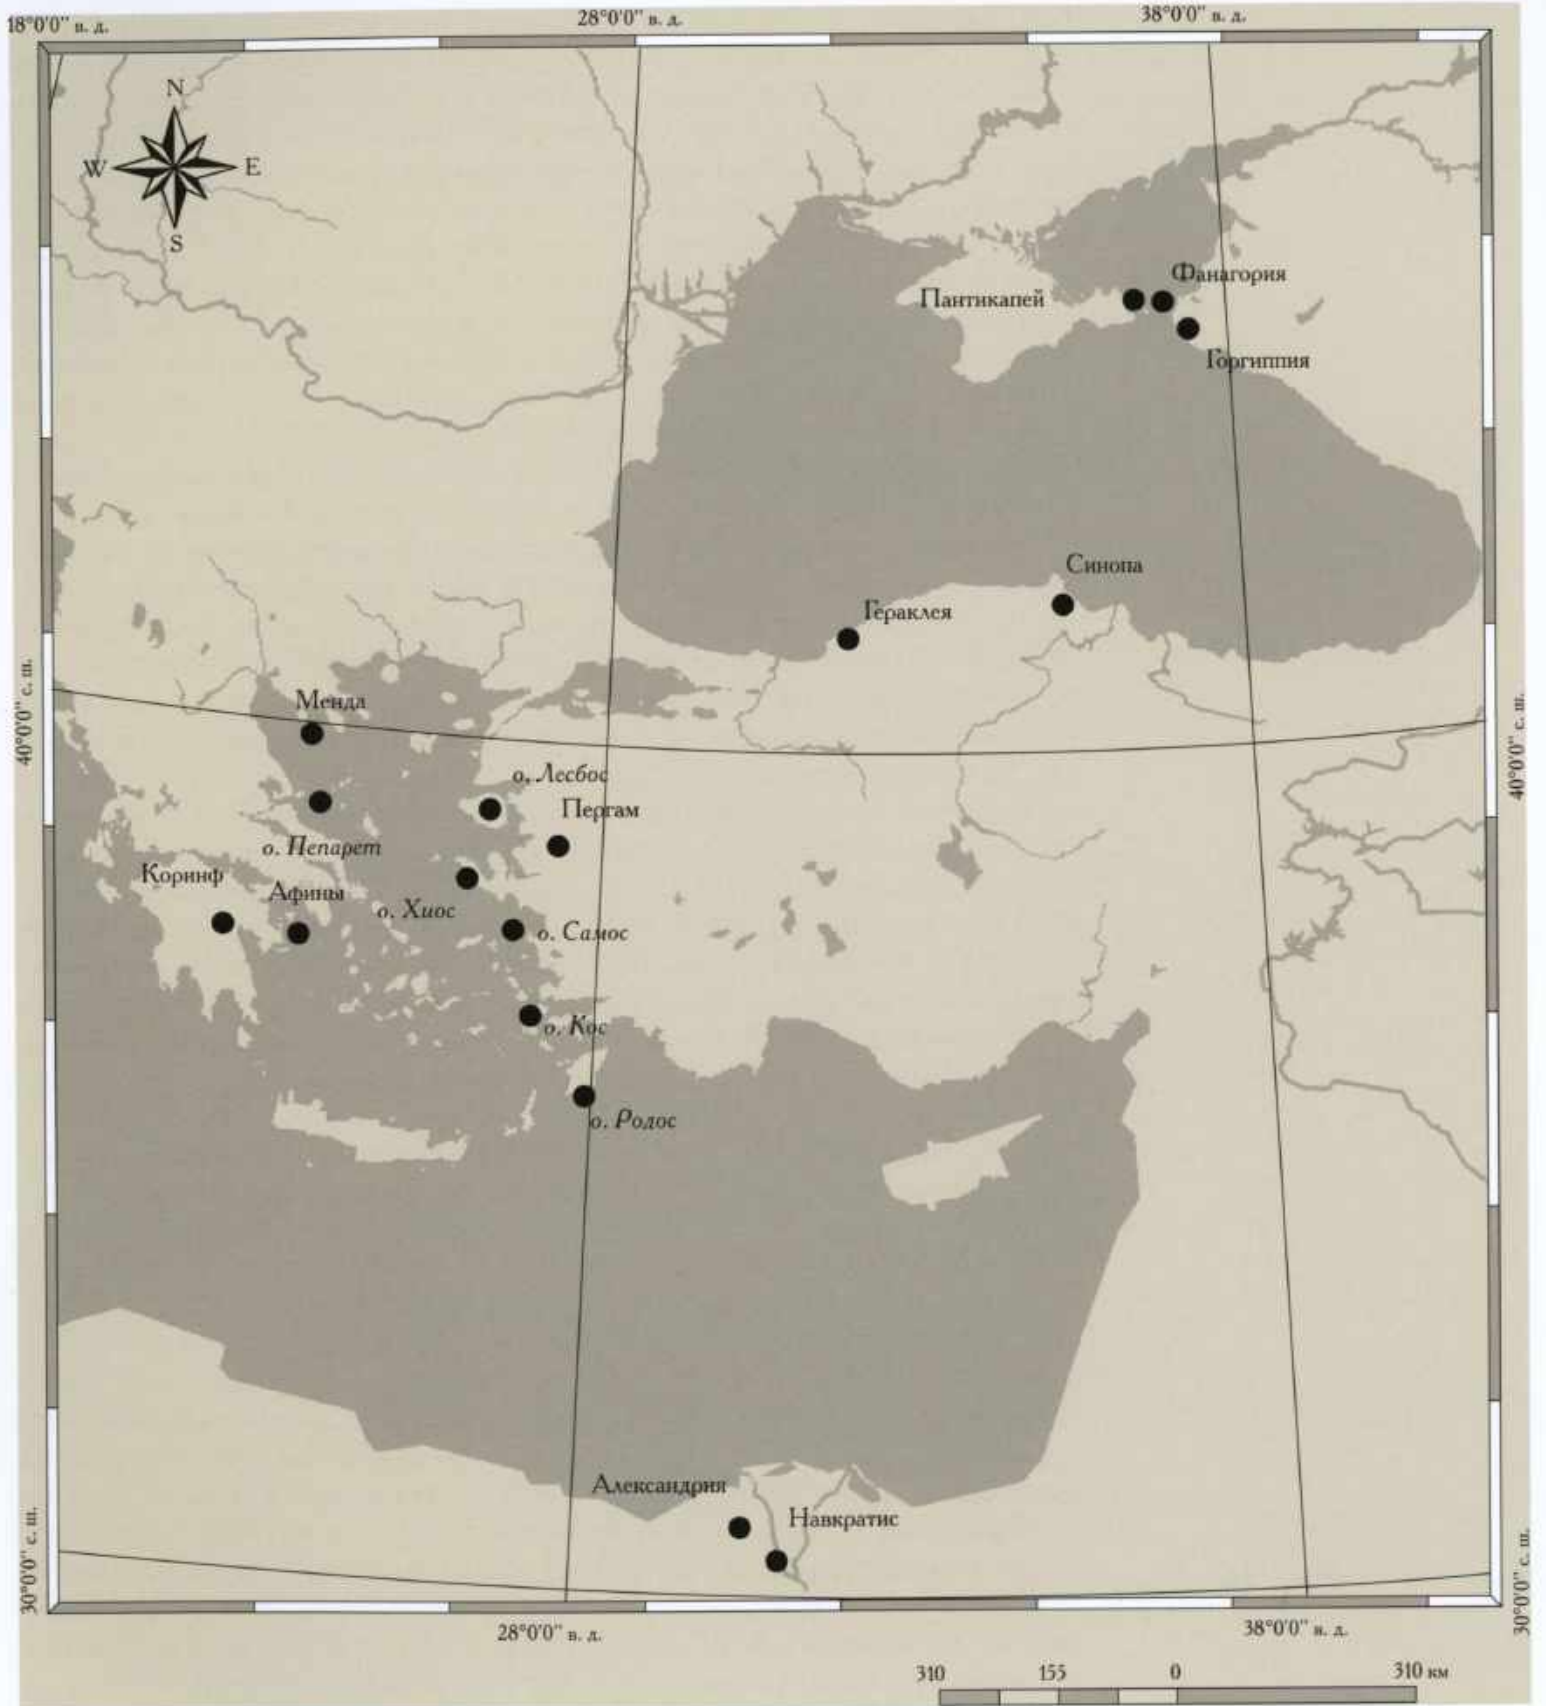 18°0'0" в. д.
28°0'0" в. д.
38°0'0" в. д.
N
W
E
S
Фанагория
Пантикапей
Горгиппия
Синопа
Гераклея
40°0'0" с. ш.
Менда
40°0'0" с. ш.
о. Лесбос
Пергам
о. Пепарет
Коринф
Афины
о. Хиос
о. Самос
о. Кос
о. Родос
Александрия
Навкратис
30°0'0" с. ш.
30°0'0" с. ш.
28°0'0" в. д.
38°0'0" в. д.
310 155 0 310 км